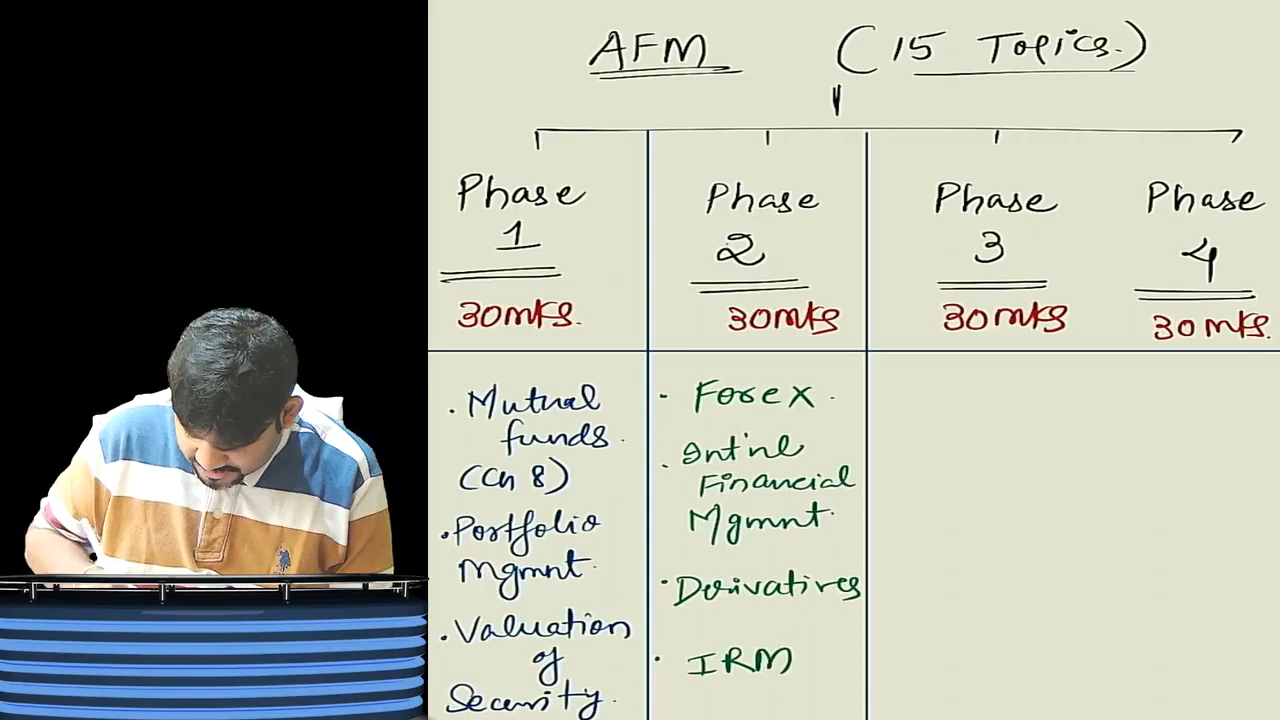 AFM (15 Topics.)
Phase 1
30mks.
Phase 2
30mks
Phase 3
30mks
Phase 4
30mks.
. Mutual
funds.
(Ch 8)
. Portfolio
Mgmnt.
. Valuation
of
Security.
. Forex.
. Int'nl
Financial
Mgmnt.
. Derivatives
. IRM